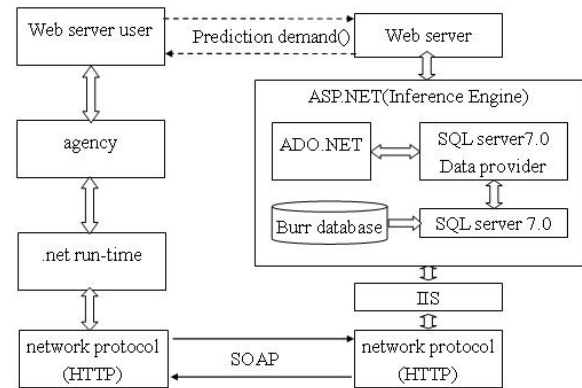 Web server user
Prediction demand()
Web server
ASP.NET(Inference Engine)
agency
ADO.NET
SQL server7.0
Data provider
Burr database
SQL server 7.0
.net run-time
IIS
network protocol
(HTTP)
SOAP
network protocol
(HTTP)